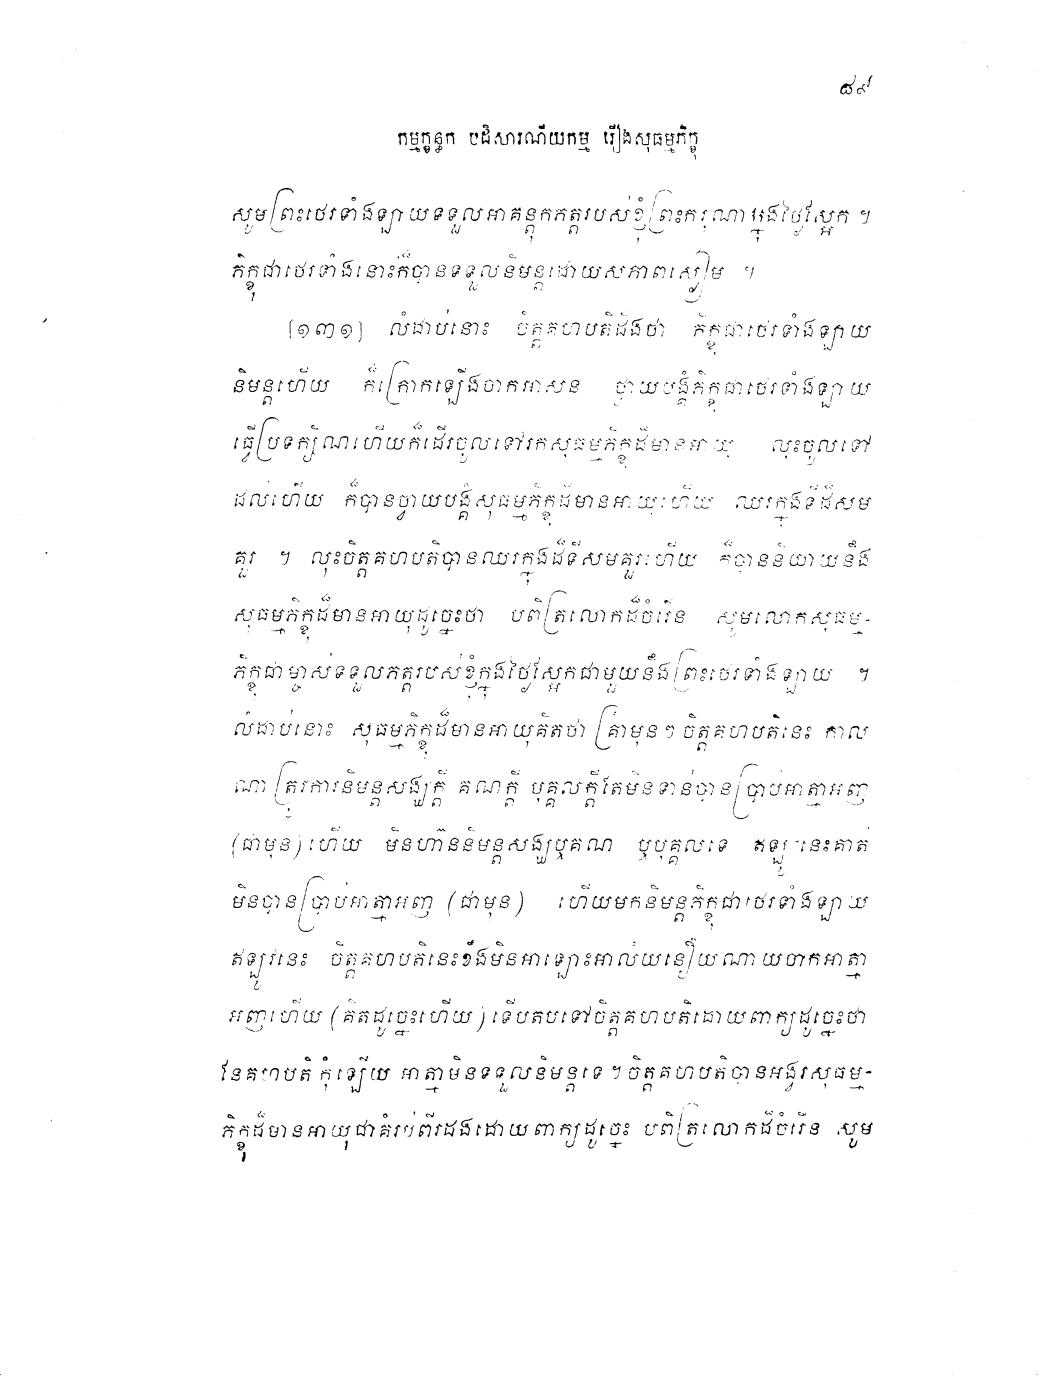 ៨៩
កម្មក្ខន្ធក បដិសារណីយកម្ម រឿងសុធម្មភិក្ខុ
សូមព្រះថេរទាំងឡាយទទួលអាគន្តុកភត្តរបស់ខ្ញុំព្រះករុណាក្នុងថ្ងៃស្អែក ។
ភិក្ខុជាថេរទាំងនោះក៏បានទទួលនិមន្តដោយសភាពស្ងៀម ។
[១៣១] លំដាប់នោះ ចិត្តគហបតិដឹងថា ភិក្ខុជាថេរទាំងឡាយ
និមន្តហើយ ក៏ក្រោកឡើងចាកអាសនៈ ថ្វាយបង្គំភិក្ខុជាថេរទាំងឡាយ
ធ្វើប្រទក្សិណហើយក៏ដើរចូលទៅរកសុធម្មភិក្ខុដ៏មានអាយុ លុះចូលទៅ
ដល់ហើយ ក៏បានថ្វាយបង្គំសុធម្មភិក្ខុដ៏មានអាយុហើយ ឈរក្នុងទីដ៏សម
គួរ ។ លុះចិត្តគហបតិបានឈរក្នុងដ៏ទីសមគួរហើយ ក៏បាននិយាយនឹង
សុធម្មភិក្ខុដ៏មានអាយុដូច្នេះថា បពិត្រលោកដ៏ចំរើន សូមលោកសុធម្ម-
ភិក្ខុជាម្ចាស់ទទួលភត្តរបស់ខ្ញុំក្នុងថ្ងៃស្អែកជាមួយនឹងព្រះថេរទាំងឡាយ ។
លំដាប់នោះ សុធម្មភិក្ខុដ៏មានអាយុគិតថា គ្រាមុនៗ ចិត្តគហបតិនេះ កាល
ណាត្រូវការនិមន្តសង្ឃក្តី គណក្តី បុគ្គលក្តីតែមិនទាន់បានប្រាប់អាត្មាអញ
(ជាមុន) ហើយ មិនហ៊ាននិមន្តសង្ឃឬគណ ឬបុគ្គលទេ ឥឡូវនេះគាត់
មិនបានប្រាប់អាត្មាអញ (ជាមុន) ហើយមកនិមន្តភិក្ខុជាថេរទាំងឡាយ
ឥឡូវនេះ ចិត្តគហបតិនេះខឹងមិនអាឡោះអាល័យនឿយណាយចាកអាត្មា
អញហើយ (គិតដូច្នេះហើយ) ទើបតបទៅចិត្តគហបតិដោយពាក្យដូច្នេះថា
នែគហបតិ កុំឡើយ អាត្មាមិនទទួលនិមន្តទេ ។ ចិត្តគហបតិបានអង្វរសុធម្ម-
ភិក្ខុដ៏មានអាយុជាគំរប់ពីរដងដោយពាក្យដូច្នេះ បពិត្រលោកដ៏ចំរើន សូម